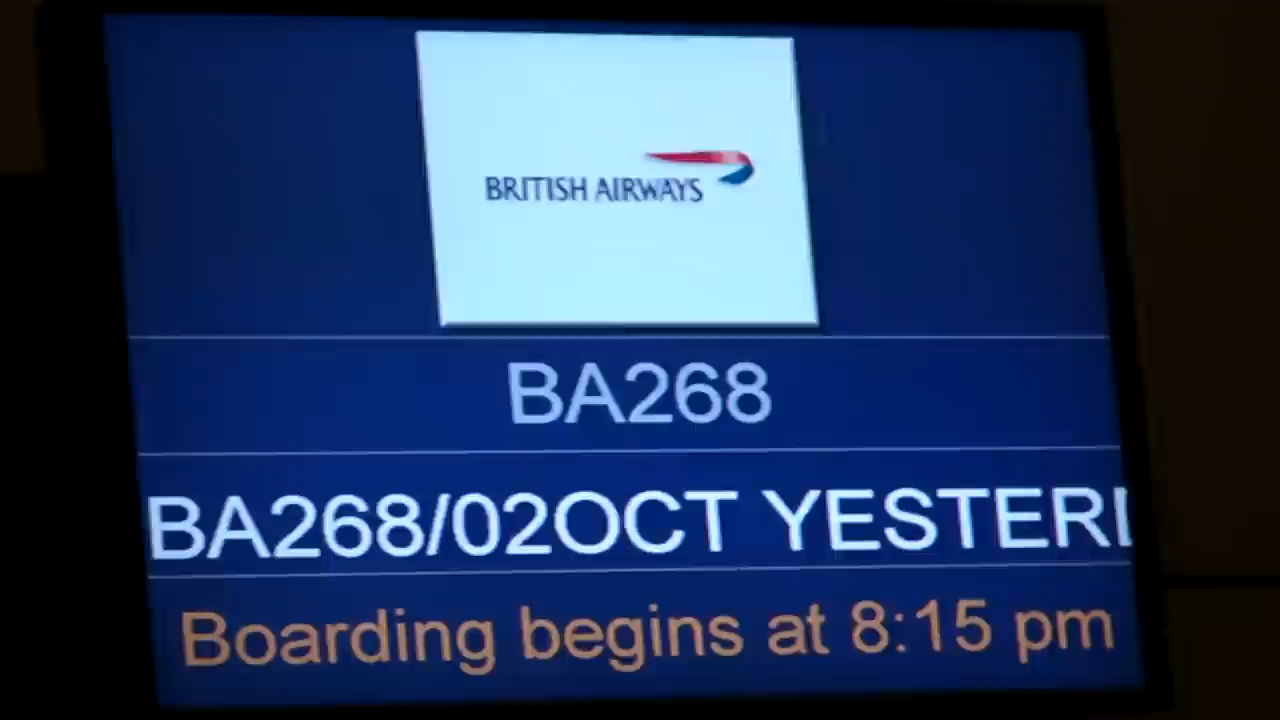 BRITISH AIRWAYS
BA268
BA268/02OCT YESTER
Boarding begins at 8:15 pm